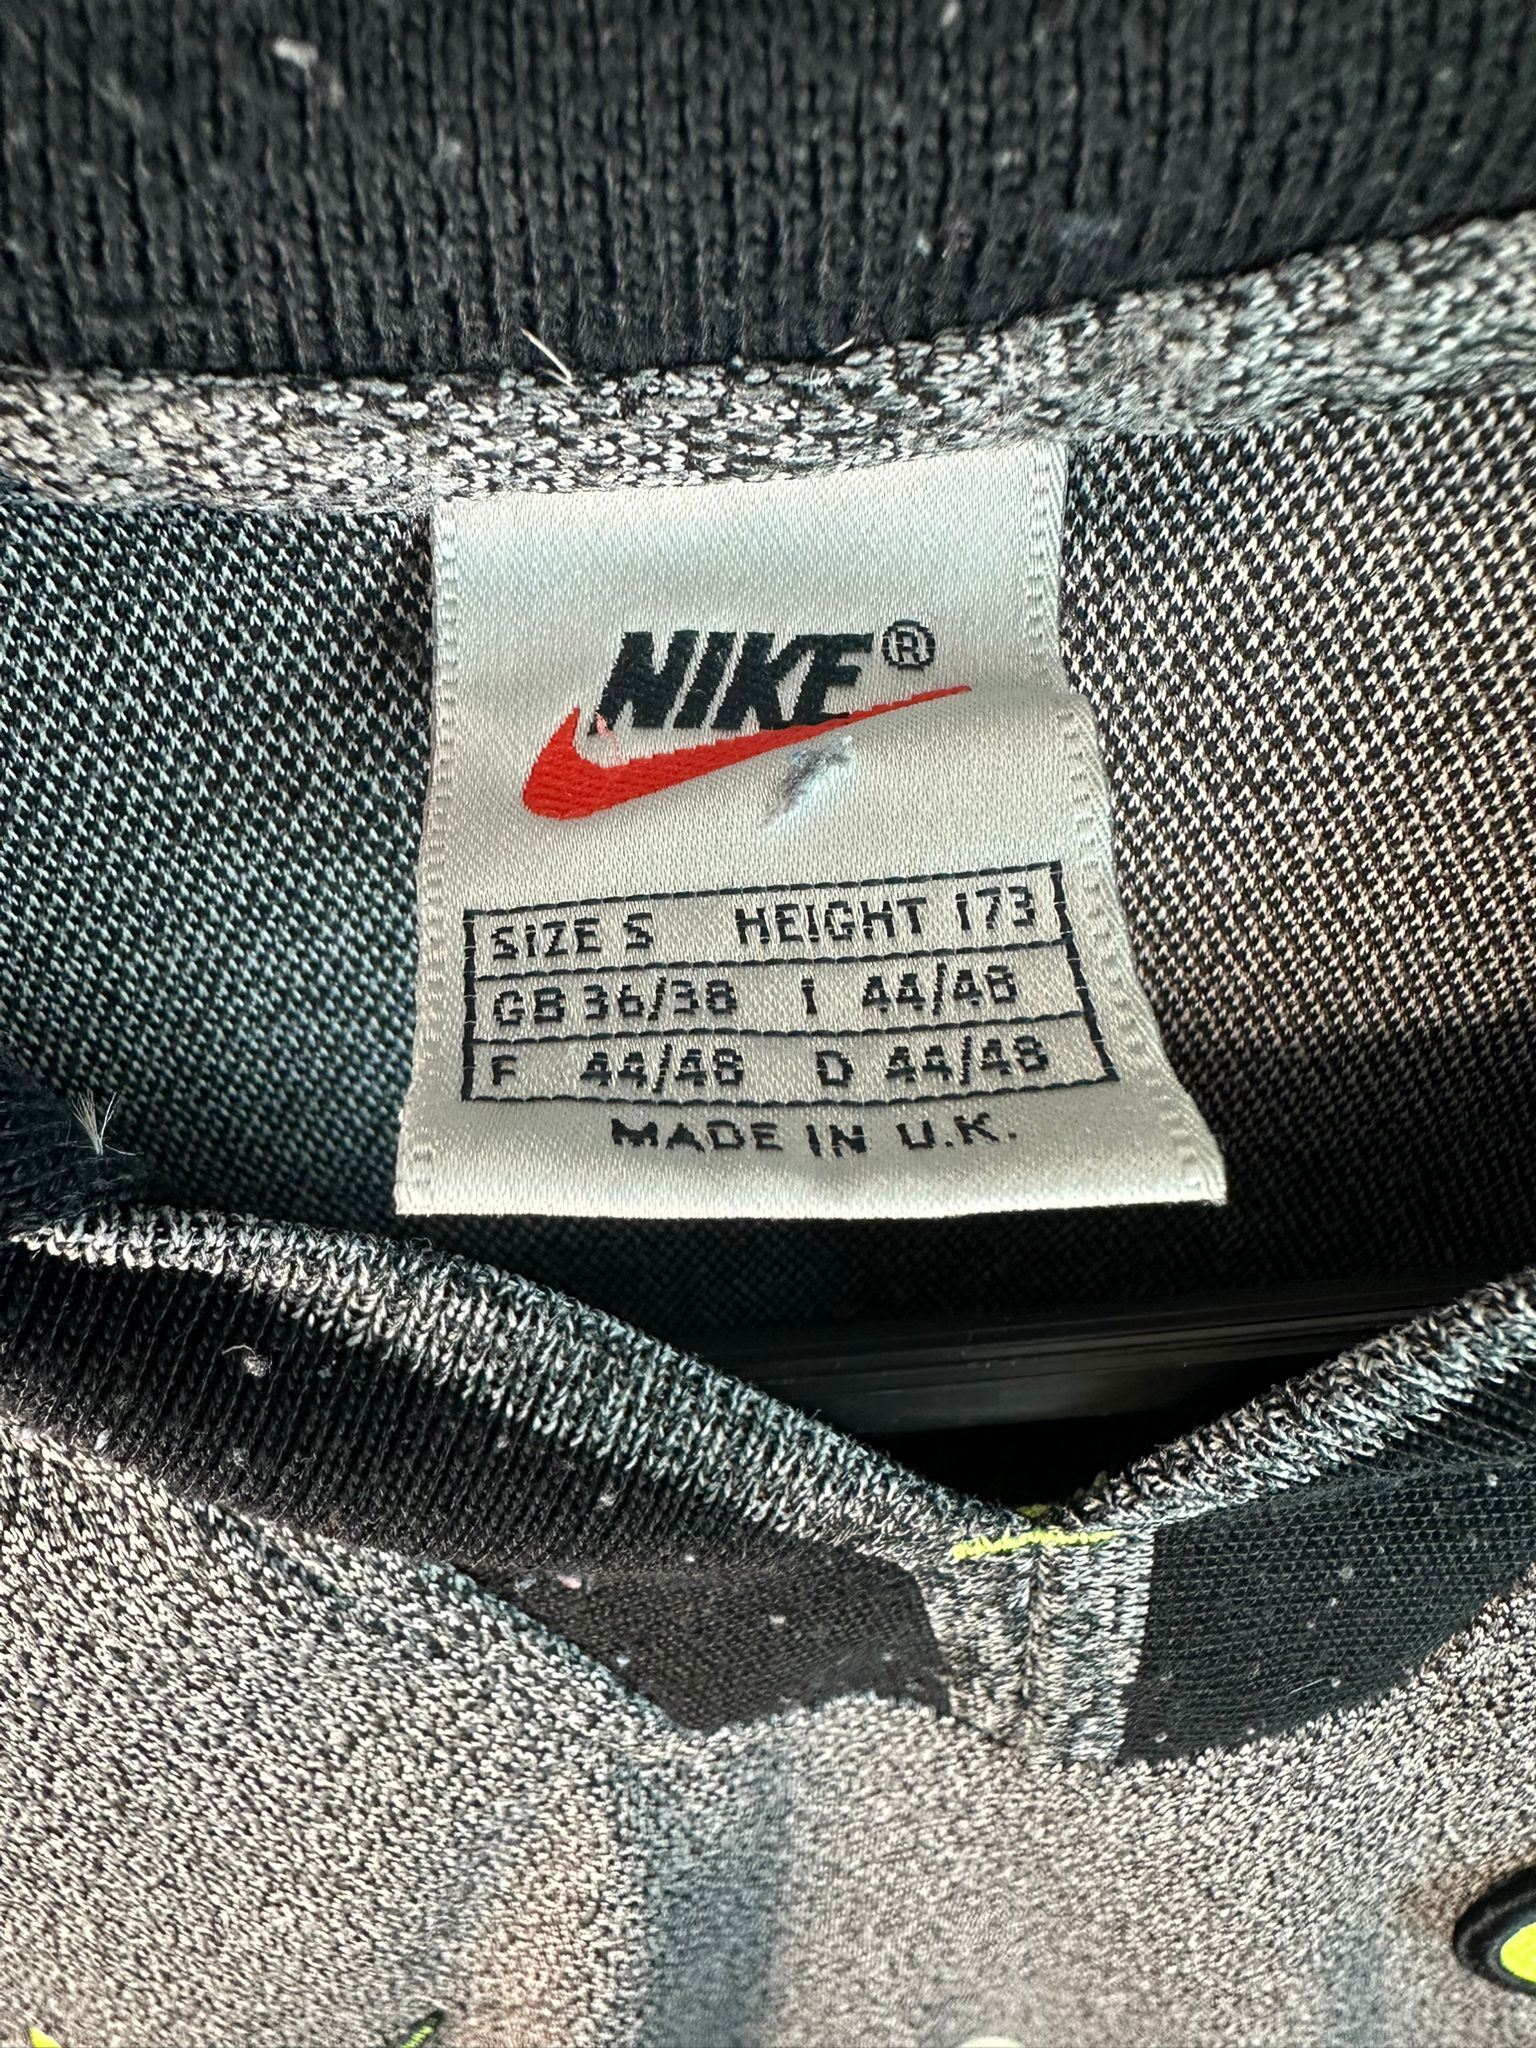 NIKE®
SIZE S HEIGHT 173
GB 36/38 I 44/48
F 44/48 D 44/48
MADE IN U.K.